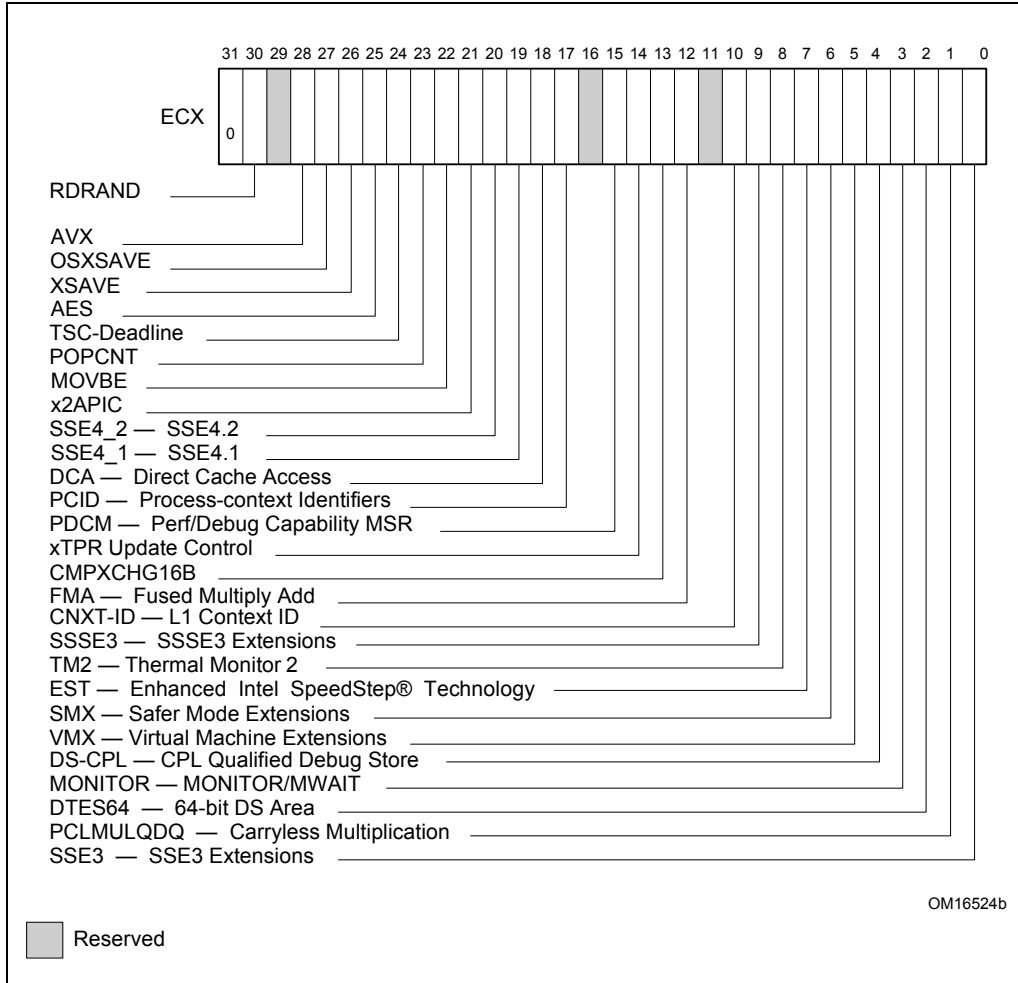 31 30 29 28 27 26 25 24 23 22 21 20 19 18 17 16 15 14 13 12 11 10 9 8 7 6 5 4 3 2 1 0
ECX
0
RDRAND
AVX
OSXSAVE
XSAVE
AES
TSC-Deadline
POPCNT
MOVBE
x2APIC
SSE4_2 — SSE4.2
SSE4_1 — SSE4.1
DCA — Direct Cache Access
PCID — Process-context Identifiers
PDCM — Perf/Debug Capability MSR
xTPR Update Control
CMPXCHG16B
FMA — Fused Multiply Add
CNXT-ID — L1 Context ID
SSSE3 — SSSE3 Extensions
TM2 — Thermal Monitor 2
EST — Enhanced Intel SpeedStep® Technology
SMX — Safer Mode Extensions
VMX — Virtual Machine Extensions
DS-CPL — CPL Qualified Debug Store
MONITOR — MONITOR/MWAIT
DTES64 — 64-bit DS Area
PCLMULQDQ — Carryless Multiplication
SSE3 — SSE3 Extensions
OM16524b
Reserved